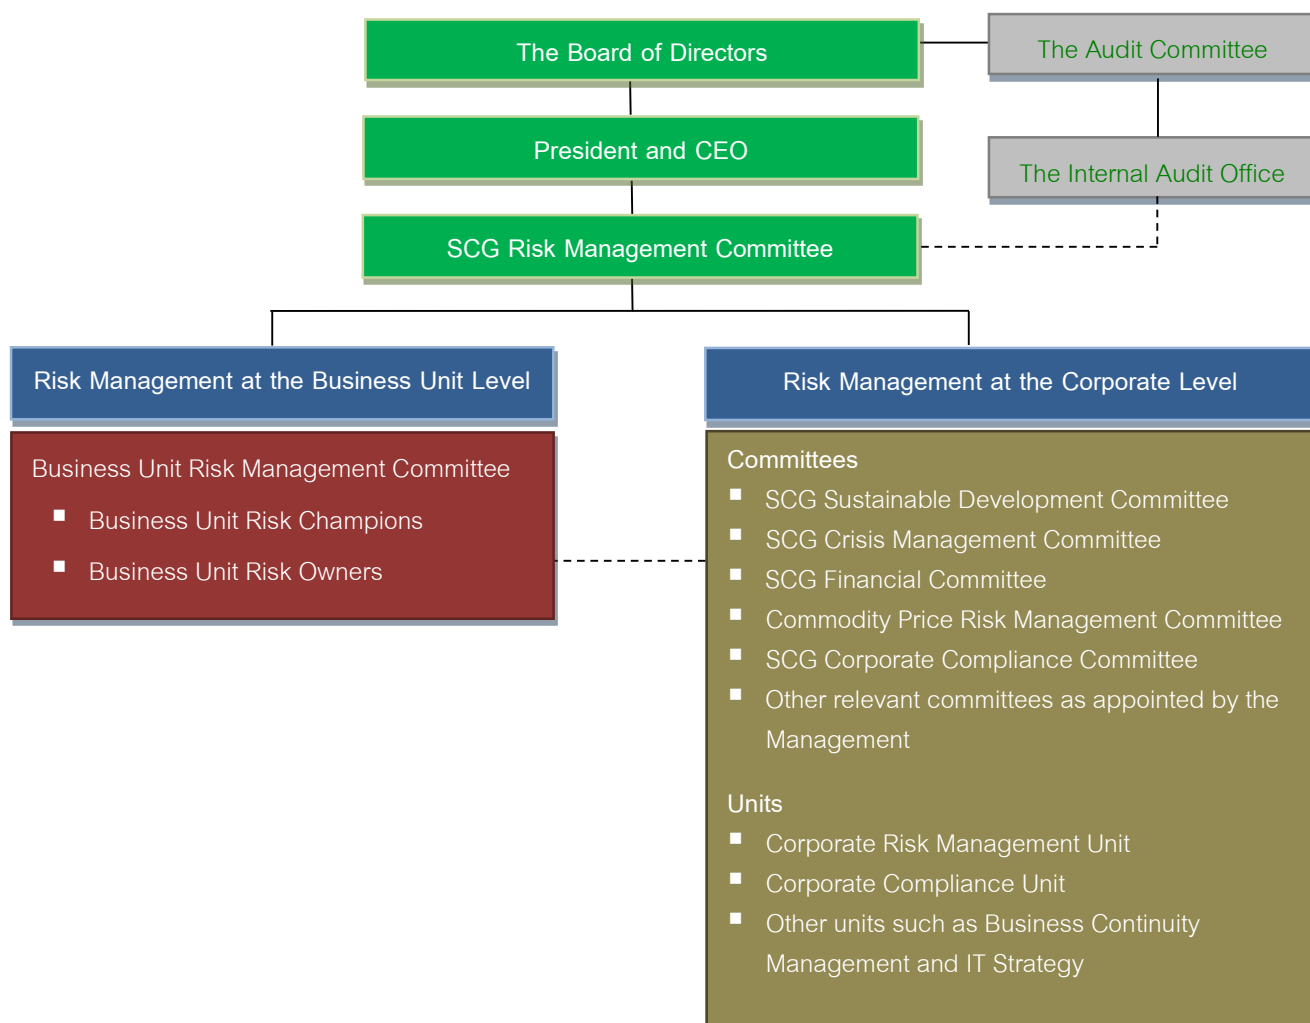 The Board of Directors
The Audit Committee
President and CEO
The Internal Audit Office
SCG Risk Management Committee
Risk Management at the Business Unit Level
Business Unit Risk Management Committee
▪ Business Unit Risk Champions
▪ Business Unit Risk Owners
Risk Management at the Corporate Level
Committees
▪ SCG Sustainable Development Committee
▪ SCG Crisis Management Committee
▪ SCG Financial Committee
▪ Commodity Price Risk Management Committee
▪ SCG Corporate Compliance Committee
▪ Other relevant committees as appointed by the
Management
Units
▪ Corporate Risk Management Unit
▪ Corporate Compliance Unit
▪ Other units such as Business Continuity
Management and IT Strategy